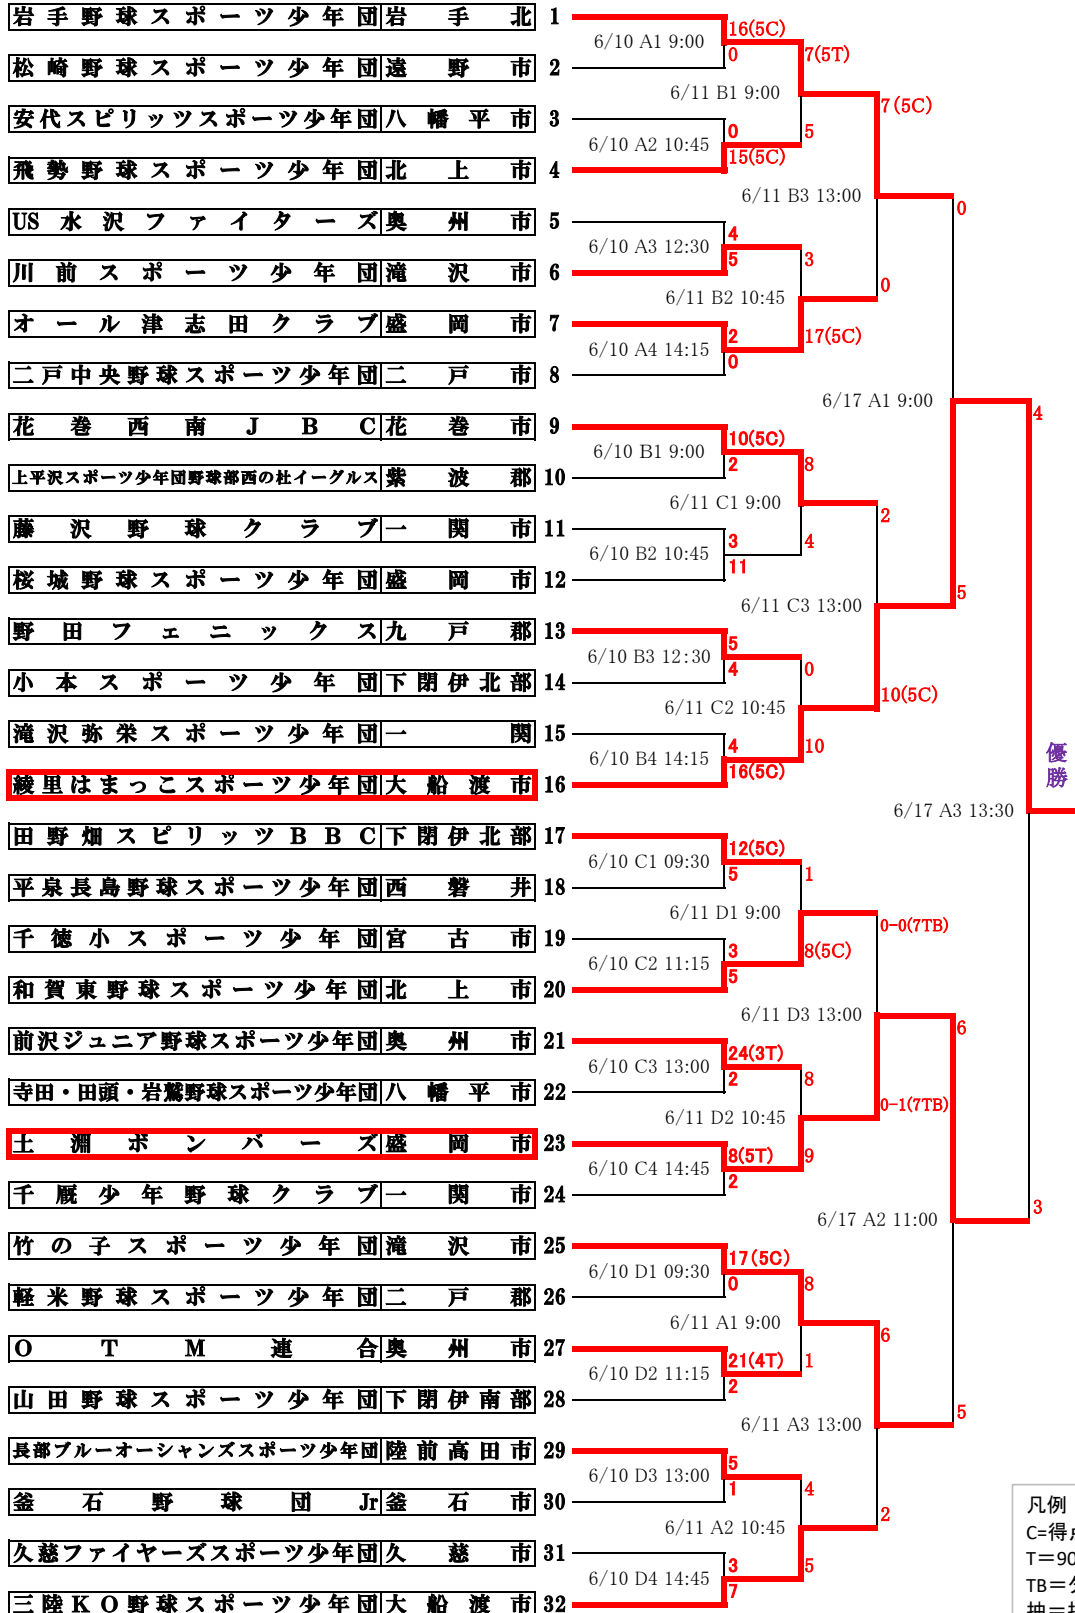 岩手野球スポーツ少年団 岩手北 1
16(5C)
6/10 A1 9:00
0
7(5T)
松崎野球スポーツ少年団 遠野市 2
6/11 B1 9:00
7(5C)
安代スピリッツスポーツ少年団 八幡平市 3
0
5
6/10 A2 10:45
15(5C)
飛勢野球スポーツ少年団 北上市 4
6/11 B3 13:00
0
US水沢ファイターズ 奥州市 5
4
6/10 A3 12:30
5
3
川前スポーツ少年団 滝沢市 6
0
6/11 B2 10:45
オール津志田クラブ 盛岡市 7
2
17(5C)
6/10 A4 14:15
0
二戸中央野球スポーツ少年団 二戸市 8
6/17 A1 9:00
4
花巻西南JBC 花巻市 9
10(5C)
6/10 B1 9:00
2
8
上平沢スポーツ少年団野球部西の杜イーグルス 紫波郡 10
6/11 C1 9:00
2
藤沢野球クラブ 一関市 11
3
4
6/10 B2 10:45
11
桜城野球スポーツ少年団 盛岡市 12
5
6/11 C3 13:00
野田フェニックス 九戸郡 13
5
6/10 B3 12:30
4
0
小本スポーツ少年団 下閉伊北部 14
10(5C)
6/11 C2 10:45
滝沢弥栄スポーツ少年団 一関 15
4
10
6/10 B4 14:15
16(5C)
優勝
綾里はまっこスポーツ少年団 大船渡市 16
6/17 A3 13:30
田野畑スピリッツBBC 下閉伊北部 17
12(5C)
6/10 C1 09:30
5
1
平泉長島野球スポーツ少年団 西磐井 18
6/11 D1 9:00
0-0(7TB)
千徳小スポーツ少年団 宮古市 19
3
8(5C)
6/10 C2 11:15
5
和賀東野球スポーツ少年団 北上市 20
6/11 D3 13:00
6
前沢ジュニア野球スポーツ少年団 奥州市 21
24(3T)
6/10 C3 13:00
2
8
寺田・田頭・岩鷲野球スポーツ少年団 八幡平市 22
0-1(7TB)
6/11 D2 10:45
土淵ボンバーズ 盛岡市 23
8(5T)
9
6/10 C4 14:45
2
千厩少年野球クラブ 一関市 24
3
6/17 A2 11:00
竹の子スポーツ少年団 滝沢市 25
17(5C)
6/10 D1 09:30
0
8
軽米野球スポーツ少年団 二戸郡 26
6/11 A1 9:00
6
OTM連合 奥州市 27
21(4T)
1
6/10 D2 11:15
2
山田野球スポーツ少年団 下閉伊南部 28
5
6/11 A3 13:00
長部ブルーオーシャンズスポーツ少年団 陸前高田市 29
5
6/10 D3 13:00
1
4
釜石野球団Jr 釜石市 30
2
6/11 A2 10:45
久慈ファイヤーズスポーツ少年団 久慈市 31
3
5
6/10 D4 14:45
7
三陸KO野球スポーツ少年団 大船渡市 32
凡例
C=得点
T=90
TB=